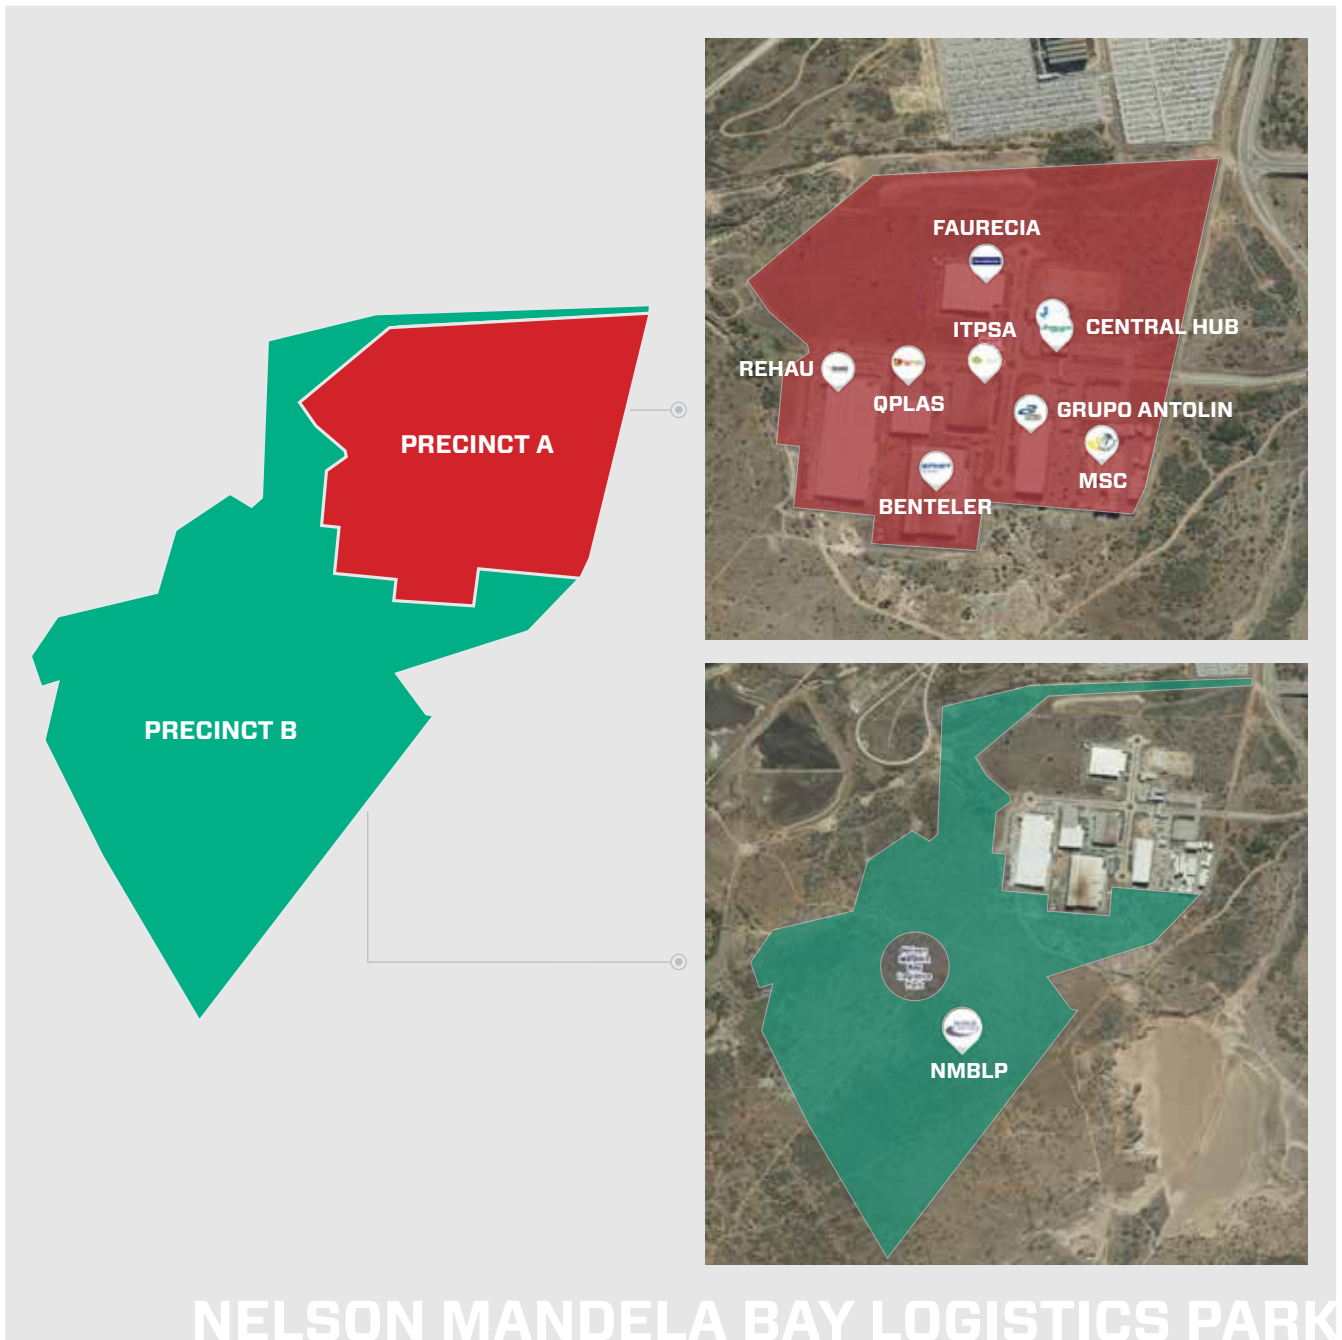 PRECINCT A
PRECINCT B
FAURECIA
ITPSA
CENTRAL HUB
REHAU
QPLAS
GRUPO ANTOLIN
MSC
BENTELER
NMBLP
NELSON MANDELA BAY LOGISTICS PARK